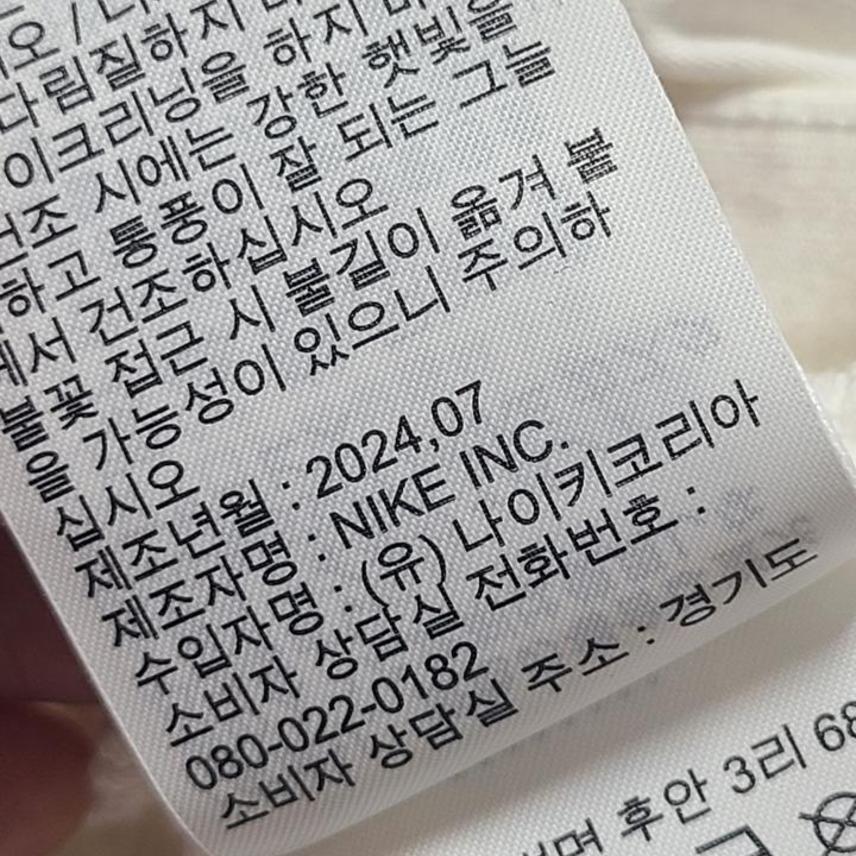 다림질하지
이크리닝을 하지
건조 시에는 강한 햇빛을
하고 통풍이 잘 되는 그늘
에서 건조하십시오
불꽃 접근 시 불길이 옮겨 붙
을 가능성이 있으니 주의하
십시오
제조년월 : 2024,07
제조자명 : NIKE INC.
수입자명 : (유) 나이키코리아
소비자 상담실 전화번호 :
080-022-0182
소비자 상담실 주소 : 경기도
후안 3리 68